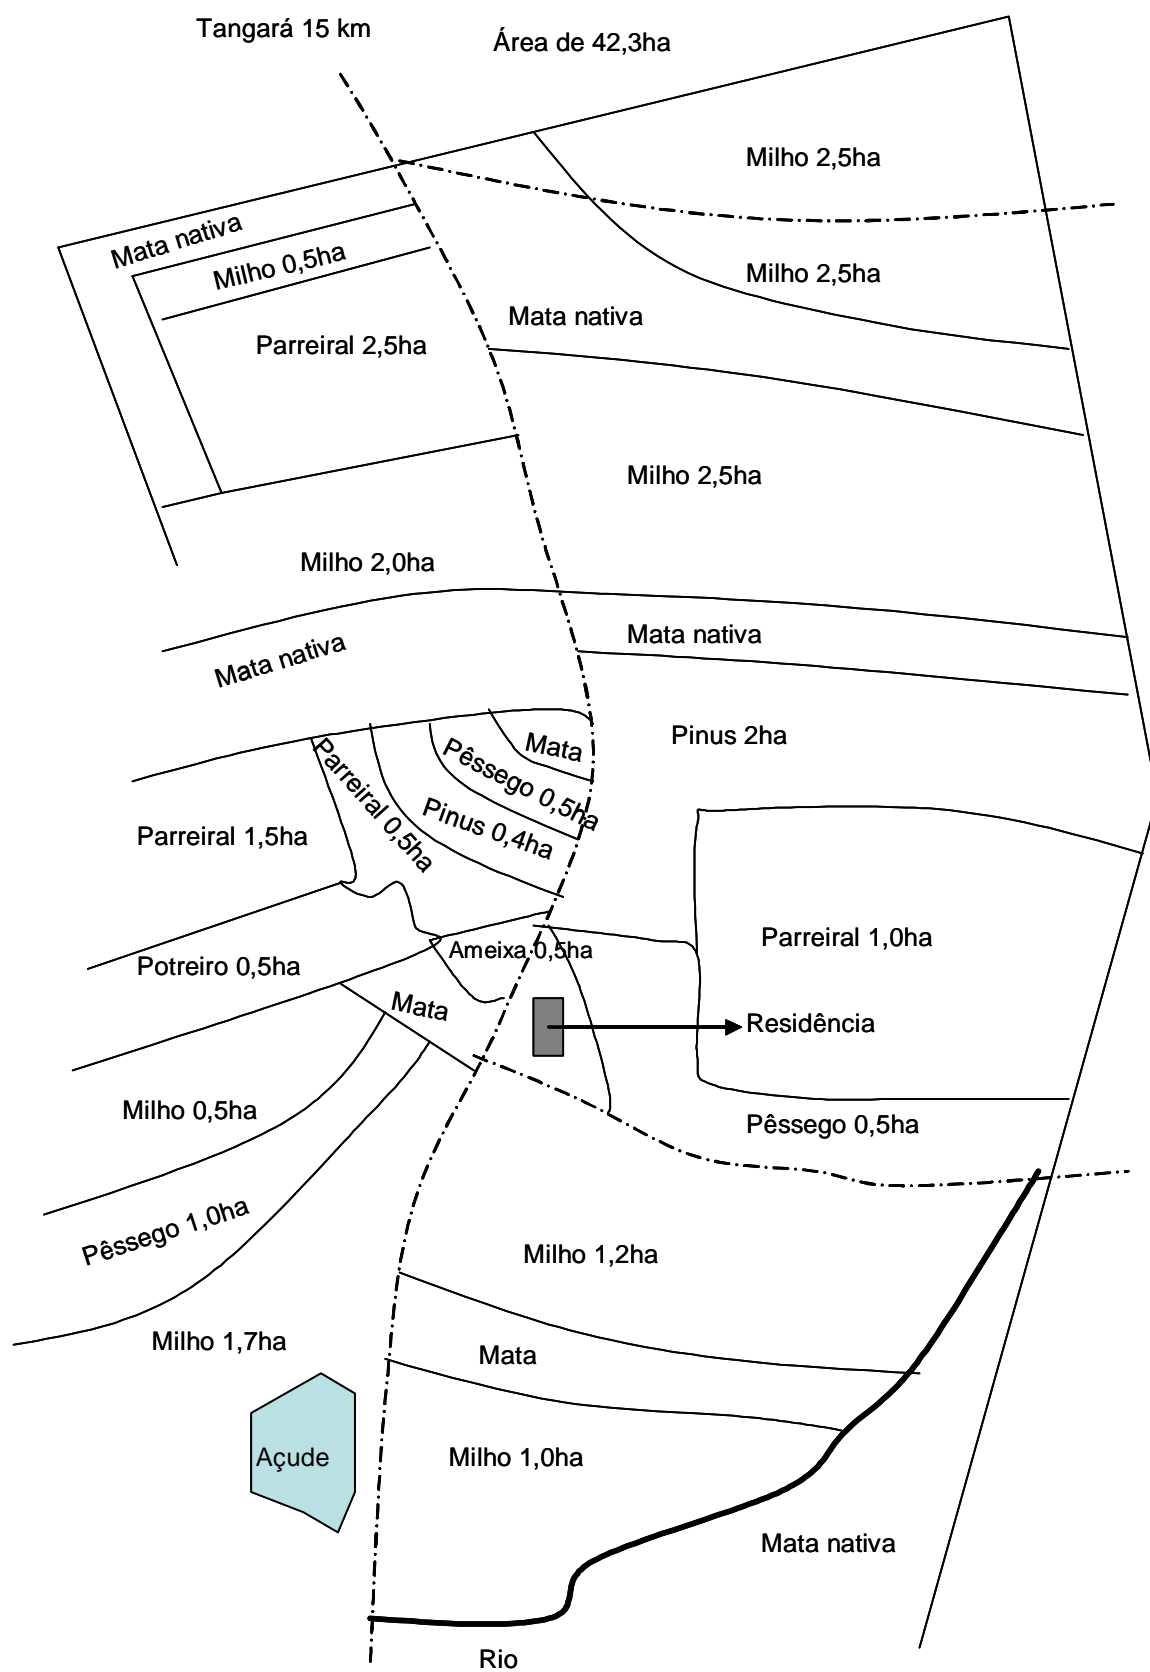 Tangará 15 km
Área de 42,3ha
Milho 2,5ha
Mata nativa
Milho 0,5ha
Milho 2,5ha
Mata nativa
Parreiral 2,5ha
Milho 2,5ha
Milho 2,0ha
Mata nativa
Mata nativa
Pinus 2ha
Mata
Pêssego 0,5ha
Parreiral 0,5ha
Pinus 0,4ha
Parreiral 1,5ha
Parreiral 1,0ha
Ameixa 0,5ha
Potreiro 0,5ha
Mata
Residência
Milho 0,5ha
Pêssego 0,5ha
Pêssego 1,0ha
Milho 1,2ha
Milho 1,7ha
Mata
Açude
Milho 1,0ha
Mata nativa
Rio